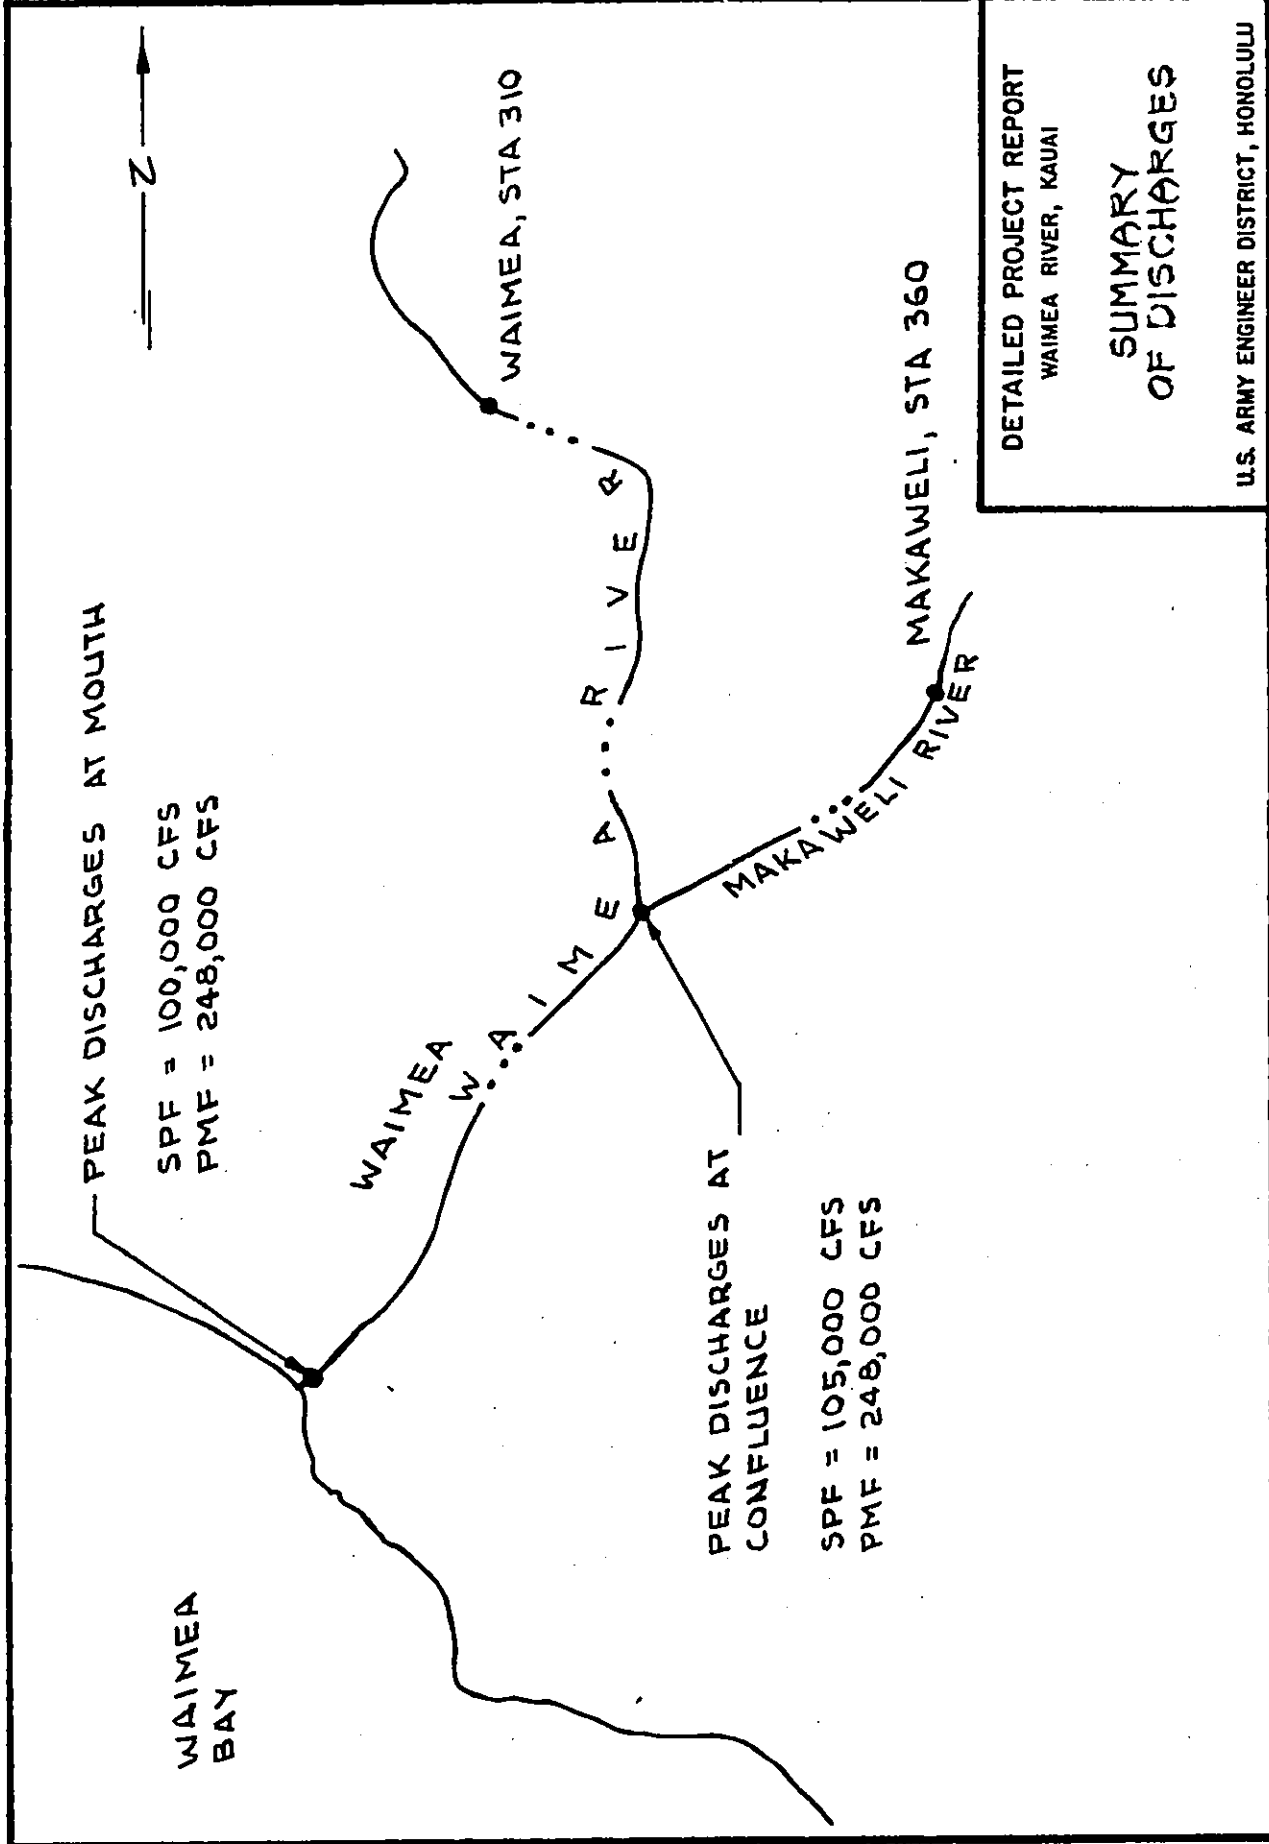 N
PEAK DISCHARGES AT MOUTH
SPF = 100,000 CFS
PMF = 248,000 CFS
WAIMEA
BAY
WAIMEA
WAIMEA RIVER
WAIMEA, STA 310
PEAK DISCHARGES AT
CONFLUENCE
SPF = 105,000 CFS
PMF = 248,000 CFS
MAKAWELI RIVER
MAKAWELI, STA 360
DETAILED PROJECT REPORT
WAIMEA RIVER, KAUAI
SUMMARY
OF DISCHARGES
U.S. ARMY ENGINEER DISTRICT, HONOLULU